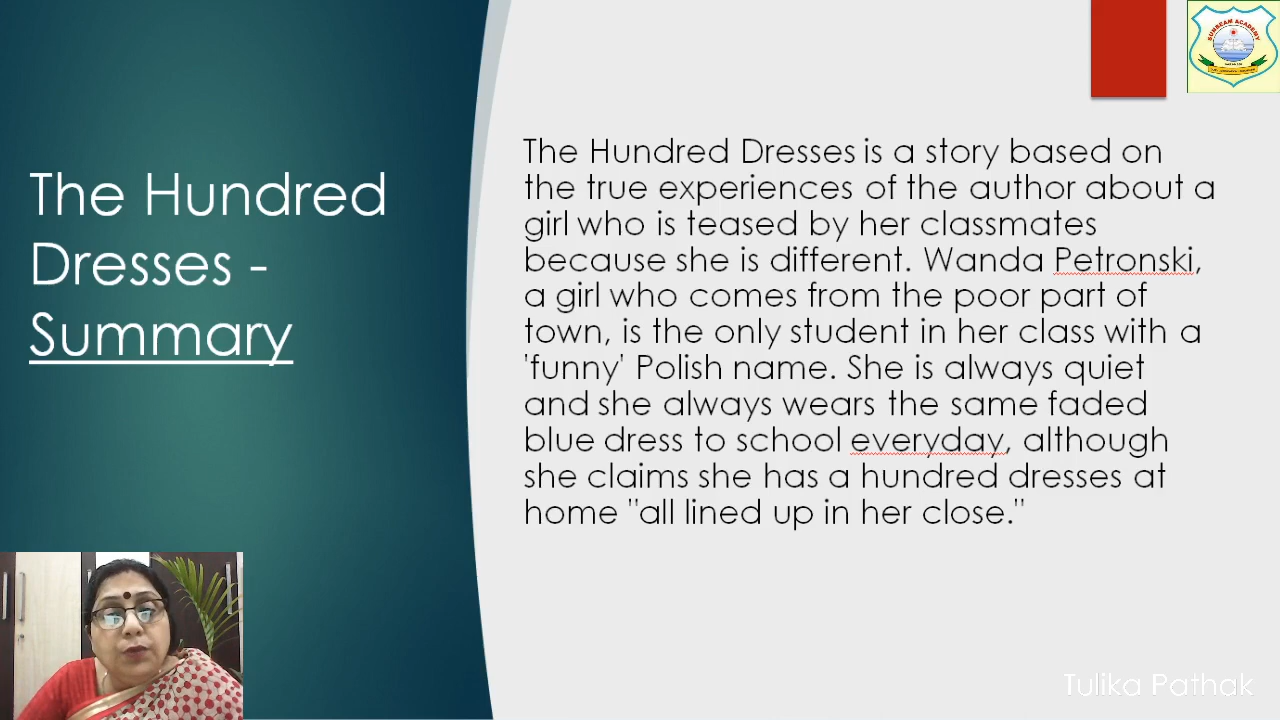 The Hundred
Dresses -
Summary
SUNBEAM ACADEMY
The Hundred Dresses is a story based on
the true experiences of the author about a
girl who is teased by her classmates
because she is different. Wanda Petronski,
a girl who comes from the poor part of
town, is the only student in her class with a
'funny' Polish name. She is always quiet
and she always wears the same faded
blue dress to school everyday, although
she claims she has a hundred dresses at
home "all lined up in her close."
Tulika Pathak